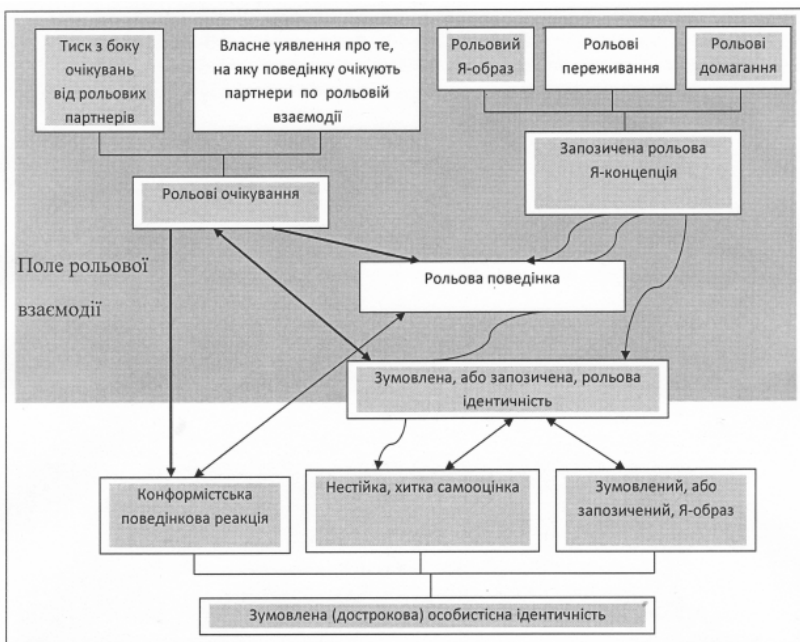 Тиск з боку
очікувань
від рольових
партнерів
Власне уявлення про те,
на яку поведінку очікують
партнери по рольовій
взаємодії
Рольовий
Я-образ
Рольові
переживання
Рольові
домагання
Запозичена рольова
Я-концепція
Рольові очікування
Поле рольової
взаємодії
Рольова поведінка
Зумовлена, або запозичена, рольова
ідентичність
Конформістська
поведінкова реакція
Нестійка, хитка самооцінка
Зумовлений, або
запозичений, Я-образ
Зумовлена (дострокова) особистісна ідентичність